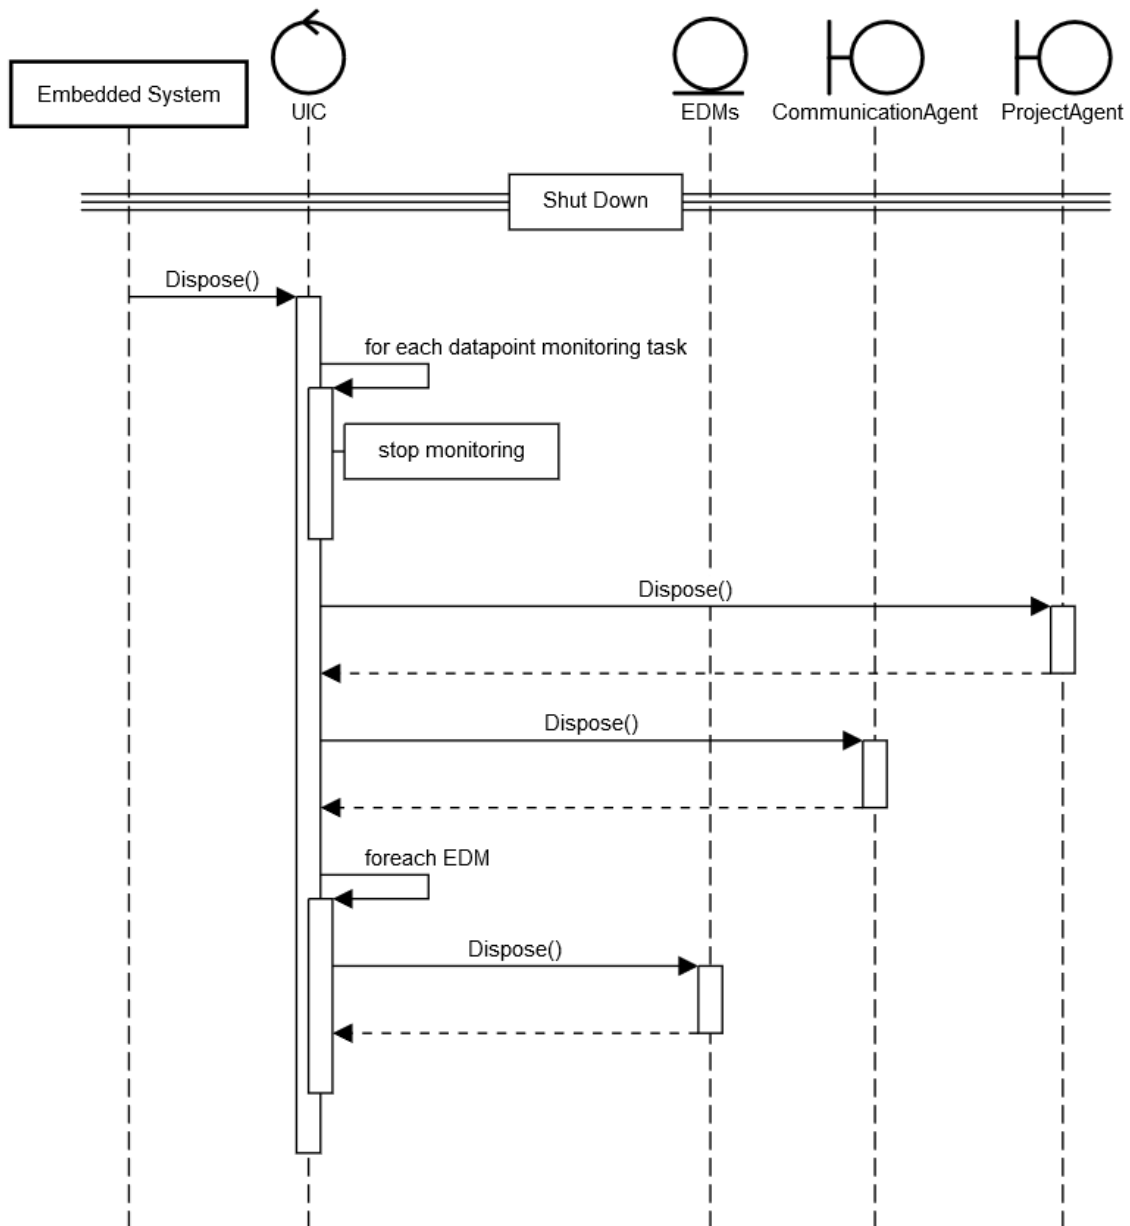 Embedded System
UIC
EDMs
CommunicationAgent
ProjectAgent
Shut Down
Dispose()
for each datapoint monitoring task
stop monitoring
Dispose()
Dispose()
foreach EDM
Dispose()